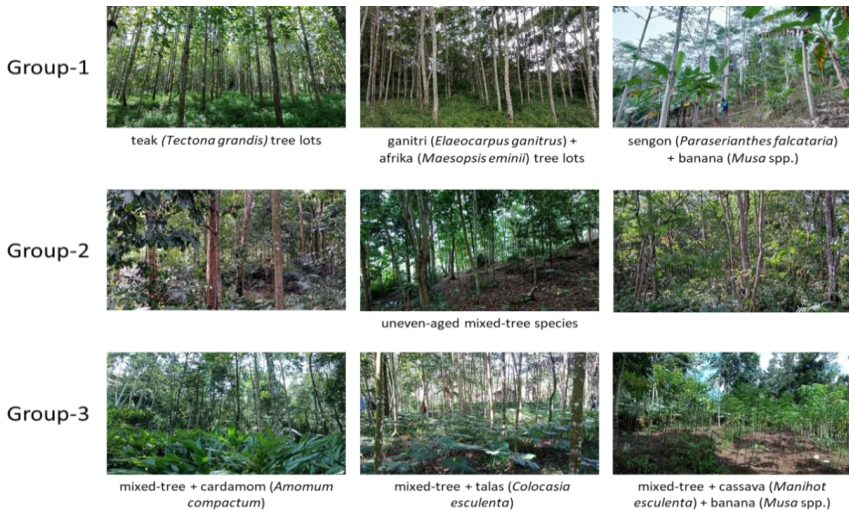 Group-1
teak (Tectona grandis) tree lots
ganitri (Elaeocarpus ganitrus) +
afrika (Maesopsis eminii) tree lots
sengon (Paraserianthes falcataria)
+ banana (Musa spp.)
Group-2
uneven-aged mixed-tree species
Group-3
mixed-tree + cardamom (Amomum
compactum)
mixed-tree + talas (Colocasia
esculenta)
mixed-tree + cassava (Manihot
esculenta) + banana (Musa spp.)